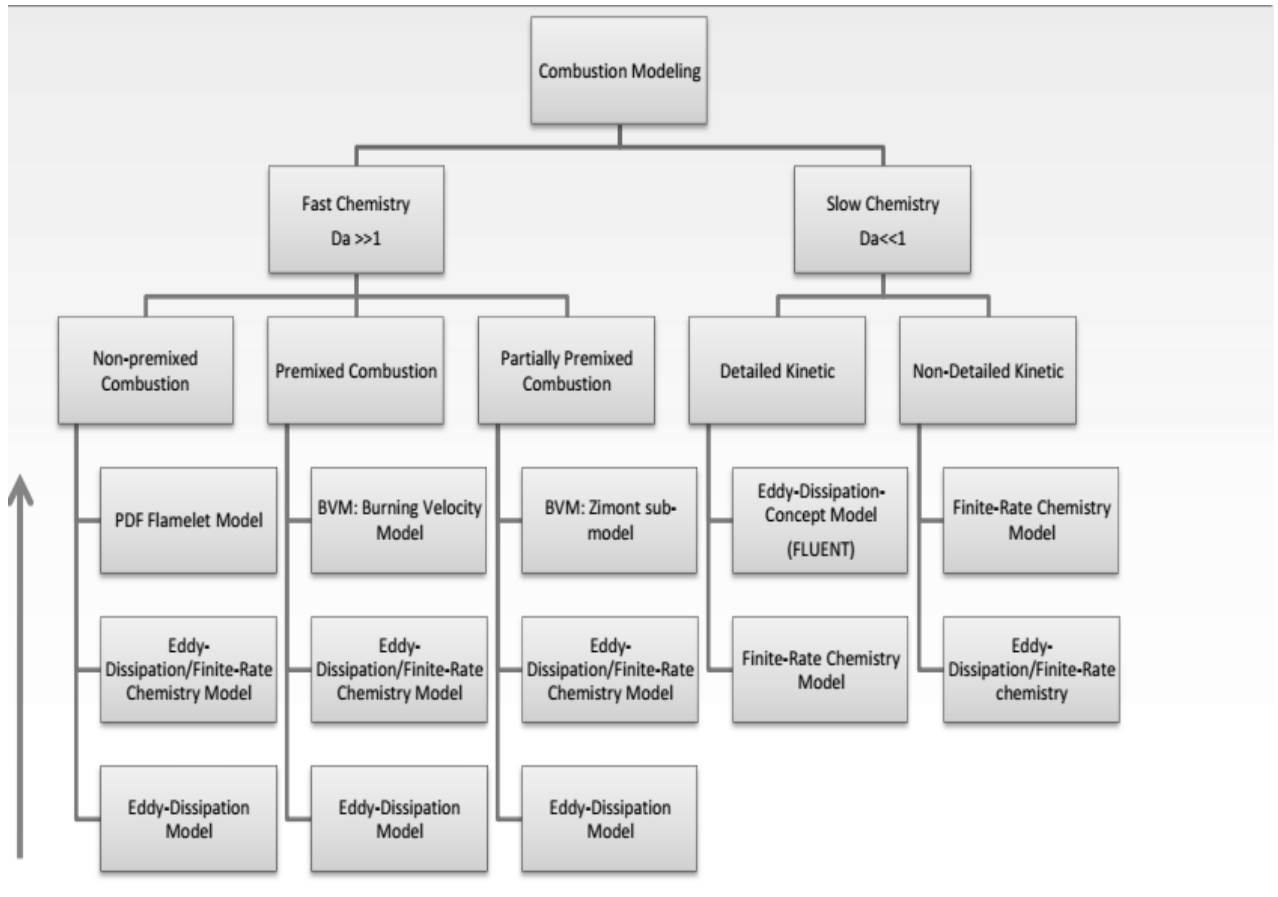 Combustion Modeling
Fast Chemistry
Da >>1
Slow Chemistry
Da<<1
Non-premixed
Combustion
Premixed Combustion
Partially Premixed
Combustion
Detailed Kinetic
Non-Detailed Kinetic
PDF Flamelet Model
BVM: Burning Velocity
Model
BVM: Zimont sub-
model
Eddy-Dissipation-
Concept Model
(FLUENT)
Finite-Rate Chemistry
Model
Eddy-
Dissipation/Finite-Rate
Chemistry Model
Eddy-
Dissipation/Finite-Rate
Chemistry Model
Eddy-
Dissipation/Finite-Rate
Chemistry Model
Finite-Rate Chemistry
Model
Eddy-
Dissipation/Finite-Rate
chemistry
Eddy-Dissipation
Model
Eddy-Dissipation
Model
Eddy-Dissipation
Model